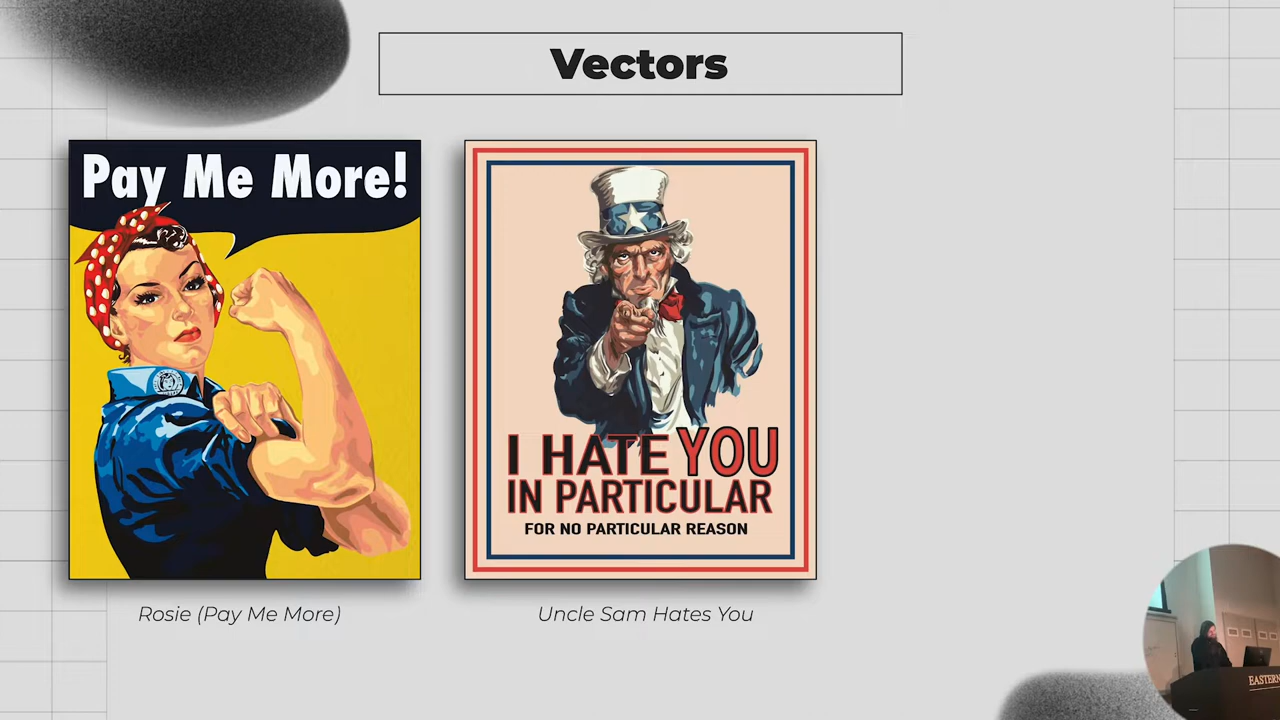 Vectors
Pay Me More!
I HATE YOU
IN PARTICULAR
FOR NO PARTICULAR REASON
Rosie (Pay Me More)
Uncle Sam Hates You
EASTERN